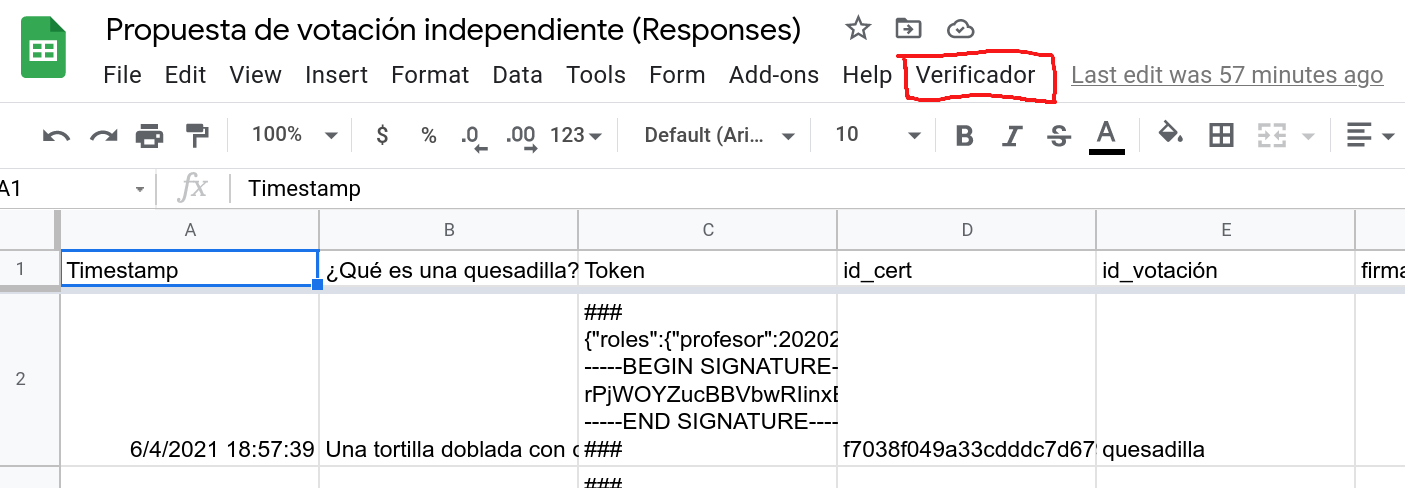 Propuesta de votación independiente (Responses)
File Edit View Insert Format Data Tools Form Add-ons Help Verificador Last edit was 57 minutes ago
100% $ % .0 .00 123 Default (Ari... 10 B I S A
A1 fx Timestamp
A B C D E
1 Timestamp ¿Qué es una quesadilla? Token id_cert id_votación firma
###
{"roles":{"profesor":20202
2 -----BEGIN SIGNATURE-
rPjWOYZucBBVbwRIinxE
-----END SIGNATURE----
6/4/2021 18:57:39 Una tortilla doblada con ### f7038f049a33cdddc7d679 quesadilla
###